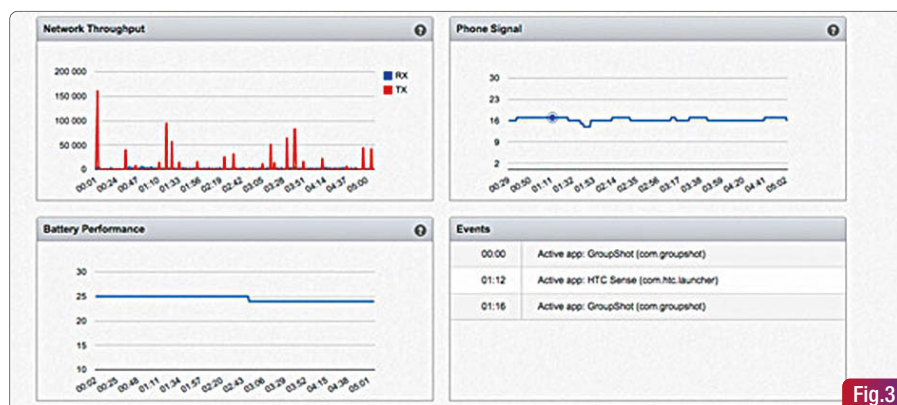 Network Throughput
200 000
150 000
100 000
50 000
0
RX
TX
00:01 00:24 00:47 01:10 01:33 01:56 02:19 02:42 03:05 03:28 03:51 04:14 04:37 05:00
Phone Signal
30
23
16
9
2
00:29 00:50 01:11 01:32 01:53 02:14 02:35 02:56 03:17 03:38 03:59 04:20 04:41 05:02
Battery Performance
30
25
20
15
10
00:02 00:25 00:48 01:11 01:34 01:57 02:20 02:43 03:06 03:29 03:52 04:15 04:38 05:01
Events
00:00 Active app: GroupShot (com.groupshot)
01:12 Active app: HTC Sense (com.htc.launcher)
01:16 Active app: GroupShot (com.groupshot)
Fig.3